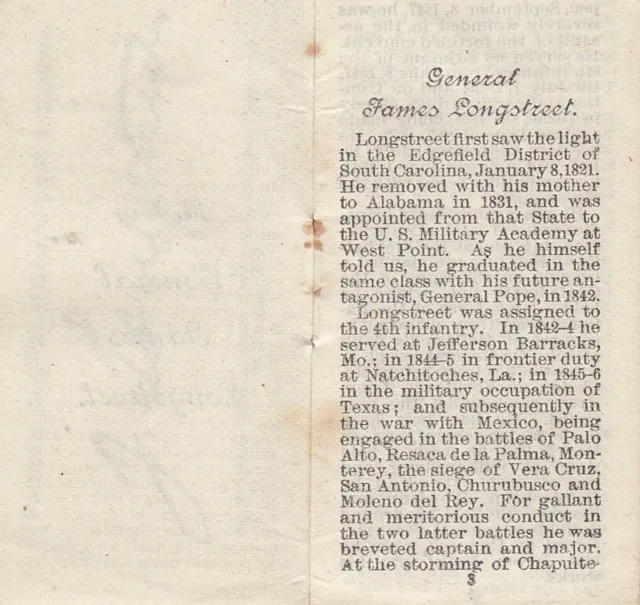 General
James Longstreet.
Longstreet first saw the light
in the Edgefield District of
South Carolina, January 8, 1821.
He removed with his mother
to Alabama in 1831, and was
appointed from that State to
the U. S. Military Academy at
West Point. As he himself
told us, he graduated in the
same class with his future an-
tagonist, General Pope, in 1842.
Longstreet was assigned to
the 4th infantry. In 1842-4 he
served at Jefferson Barracks,
Mo.; in 1844-5 in frontier duty
at Natchitoches, La.; in 1845-6
in the military occupation of
Texas; and subsequently in
the war with Mexico, being
engaged in the battles of Palo
Alto, Resaca de la Palma, Mon-
terey, the siege of Vera Cruz,
San Antonio, Churubusco and
Moleno del Rey. For gallant
and meritorious conduct in
the two latter battles he was
breveted captain and major.
At the storming of Chapulte-
3